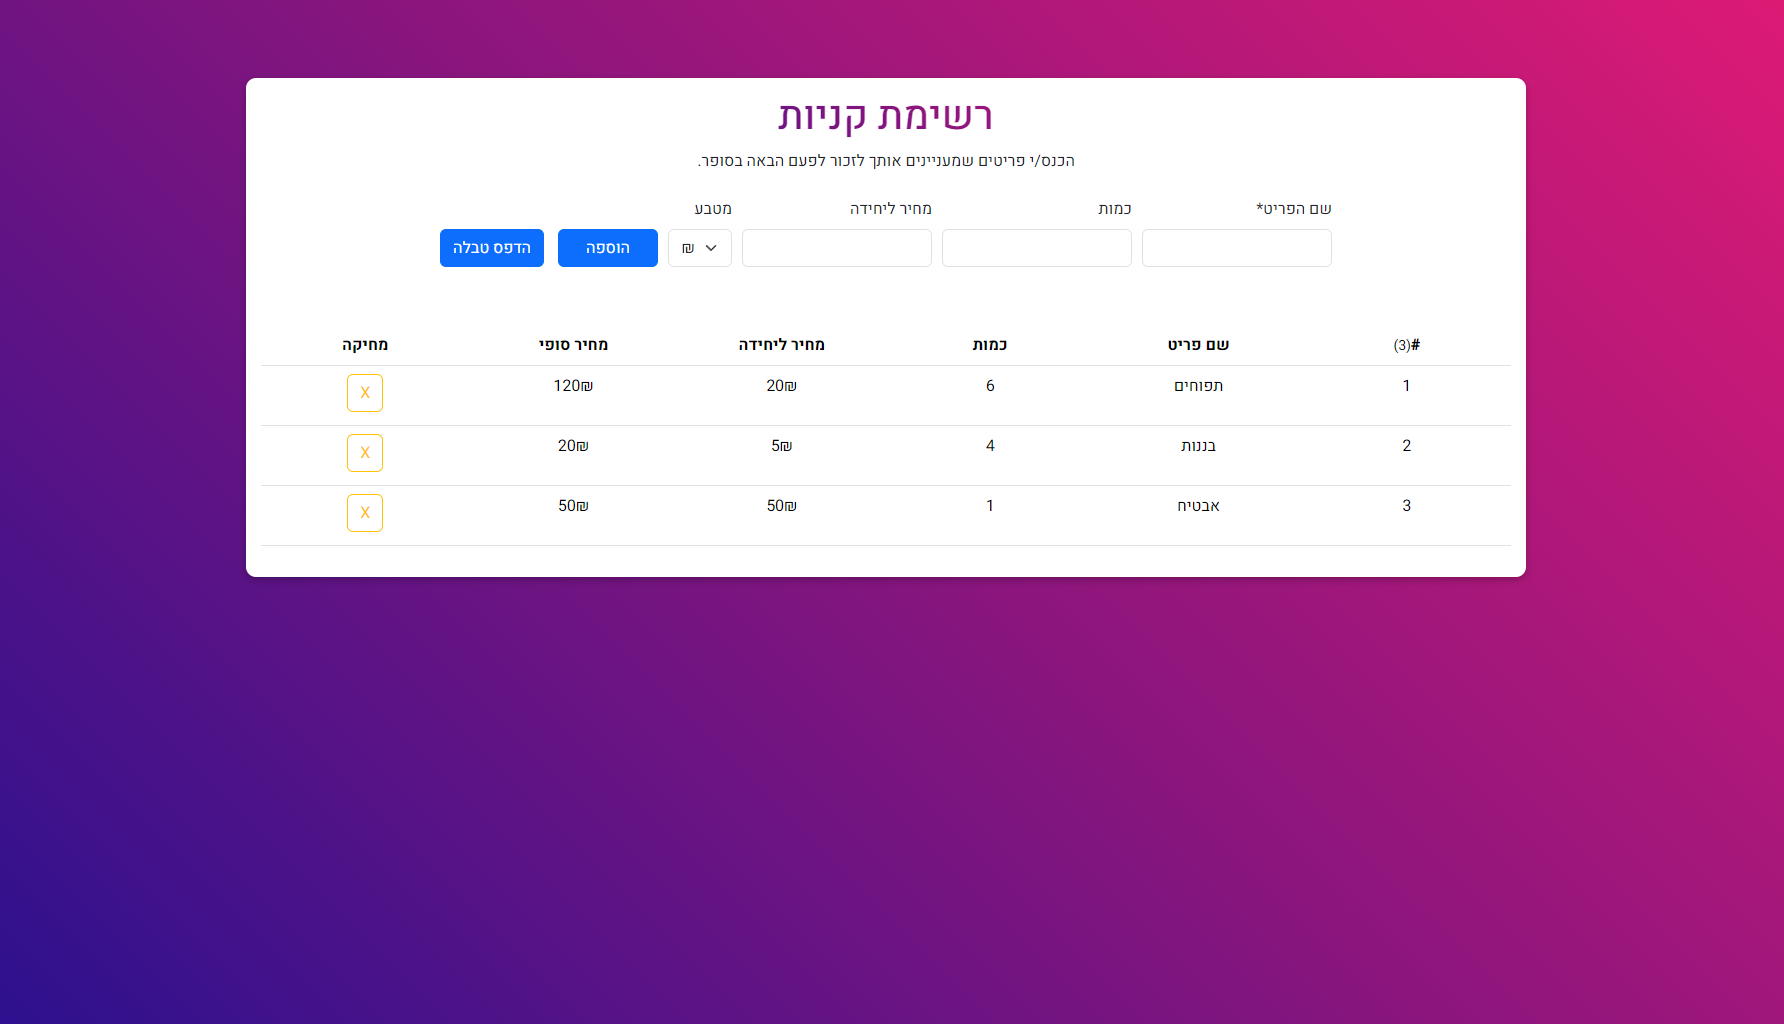 רשימת קניות
הכנס/י פריטים שמעניינים אותך לזכור לפעם הבאה בסופר.
שם הפריט* כמות מחיר ליחידה מטבע
₪ הוספה הדפס טבלה
#(3) שם פריט כמות מחיר ליחידה מחיר סופי מחיקה
1 תפוחים 6 20₪ 120₪ X
2 בננות 4 5₪ 20₪ X
3 אבטיח 1 50₪ 50₪ X